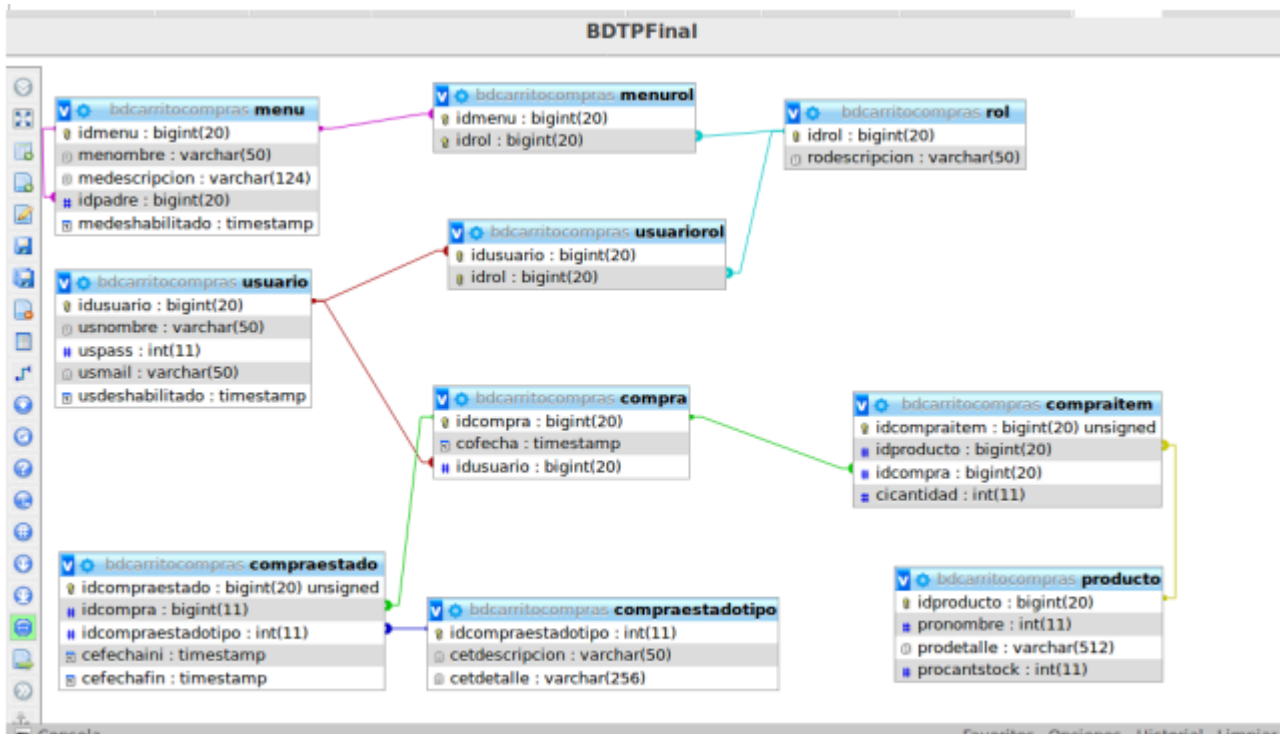 BDTPFinal
bdcarritocompras menu
idmenu : bigint(20)
menombre : varchar(50)
medescripcion : varchar(124)
idpadre : bigint(20)
medeshabilitado : timestamp
bdcarritocompras menurol
idmenu : bigint(20)
idrol : bigint(20)
bdcarritocompras rol
idrol : bigint(20)
rodescripcion : varchar(50)
bdcarritocompras usuariorol
idusuario : bigint(20)
idrol : bigint(20)
bdcarritocompras usuario
idusuario : bigint(20)
usnombre : varchar(50)
uspass : int(11)
usmail : varchar(50)
usdeshabilitado : timestamp
bdcarritocompras compra
idcompra : bigint(20)
cofecha : timestamp
idusuario : bigint(20)
bdcarritocompras compraitem
idcompraitem : bigint(20) unsigned
idproducto : bigint(20)
idcompra : bigint(20)
cicantidad : int(11)
bdcarritocompras compraestado
idcompraestado : bigint(20) unsigned
idcompra : bigint(11)
idcompraestadotipo : int(11)
cefechaini : timestamp
cefechafin : timestamp
bdcarritocompras compraestadotipo
idcompraestadotipo : int(11)
cetdescripcion : varchar(50)
cetdetalle : varchar(256)
bdcarritocompras producto
idproducto : bigint(20)
pronombre : int(11)
prodetalle : varchar(512)
procantstock : int(11)
Consola
Favoritos Opciones Historial Limpiar